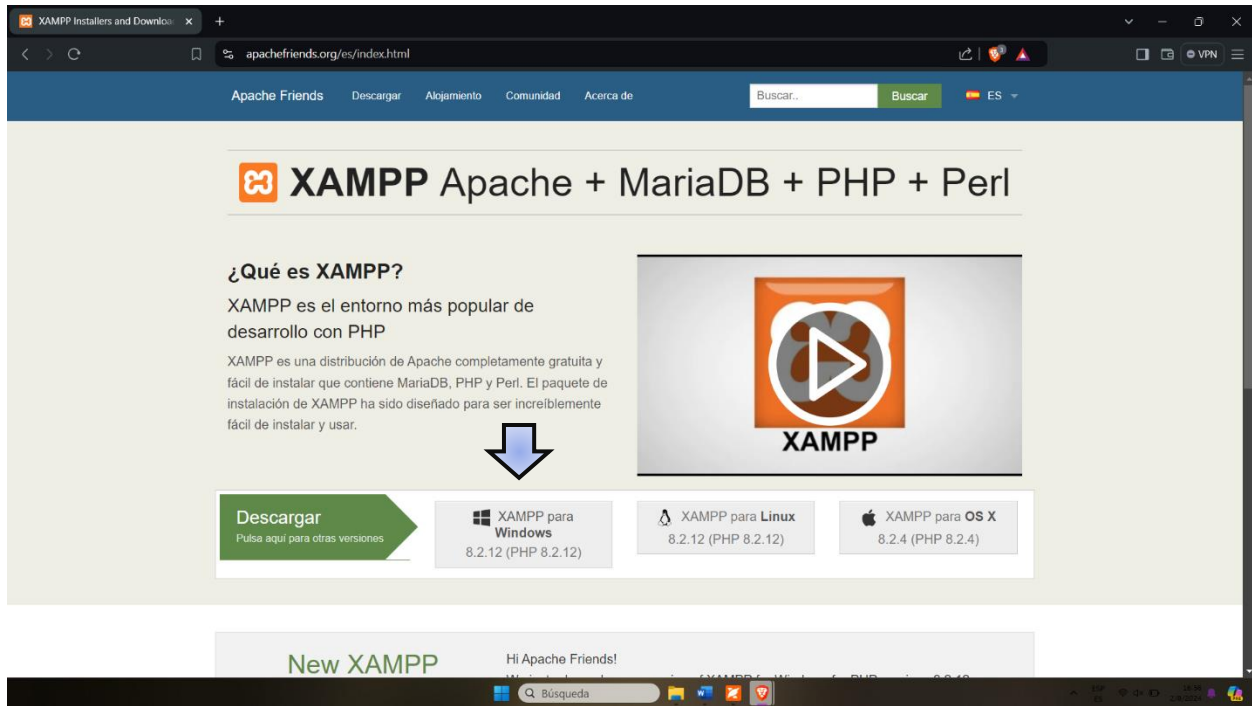 XAMPP Installers and Downloa
apachefriends.org/es/index.html
VPN
Apache Friends Descargar Alojamiento Comunidad Acerca de Buscar.. Buscar ES
XAMPP Apache + MariaDB + PHP + Perl
¿Qué es XAMPP?
XAMPP es el entorno más popular de
desarrollo con PHP
XAMPP es una distribución de Apache completamente gratuita y
fácil de instalar que contiene MariaDB, PHP y Perl. El paquete de
instalación de XAMPP ha sido diseñado para ser increíblemente
fácil de instalar y usar.
XAMPP
Descargar
Pulsa aquí para otras versiones
XAMPP para
Windows
8.2.12 (PHP 8.2.12)
XAMPP para Linux
8.2.12 (PHP 8.2.12)
XAMPP para OS X
8.2.4 (PHP 8.2.4)
New XAMPP
Hi Apache Friends!
Búsqueda
ESP
ES